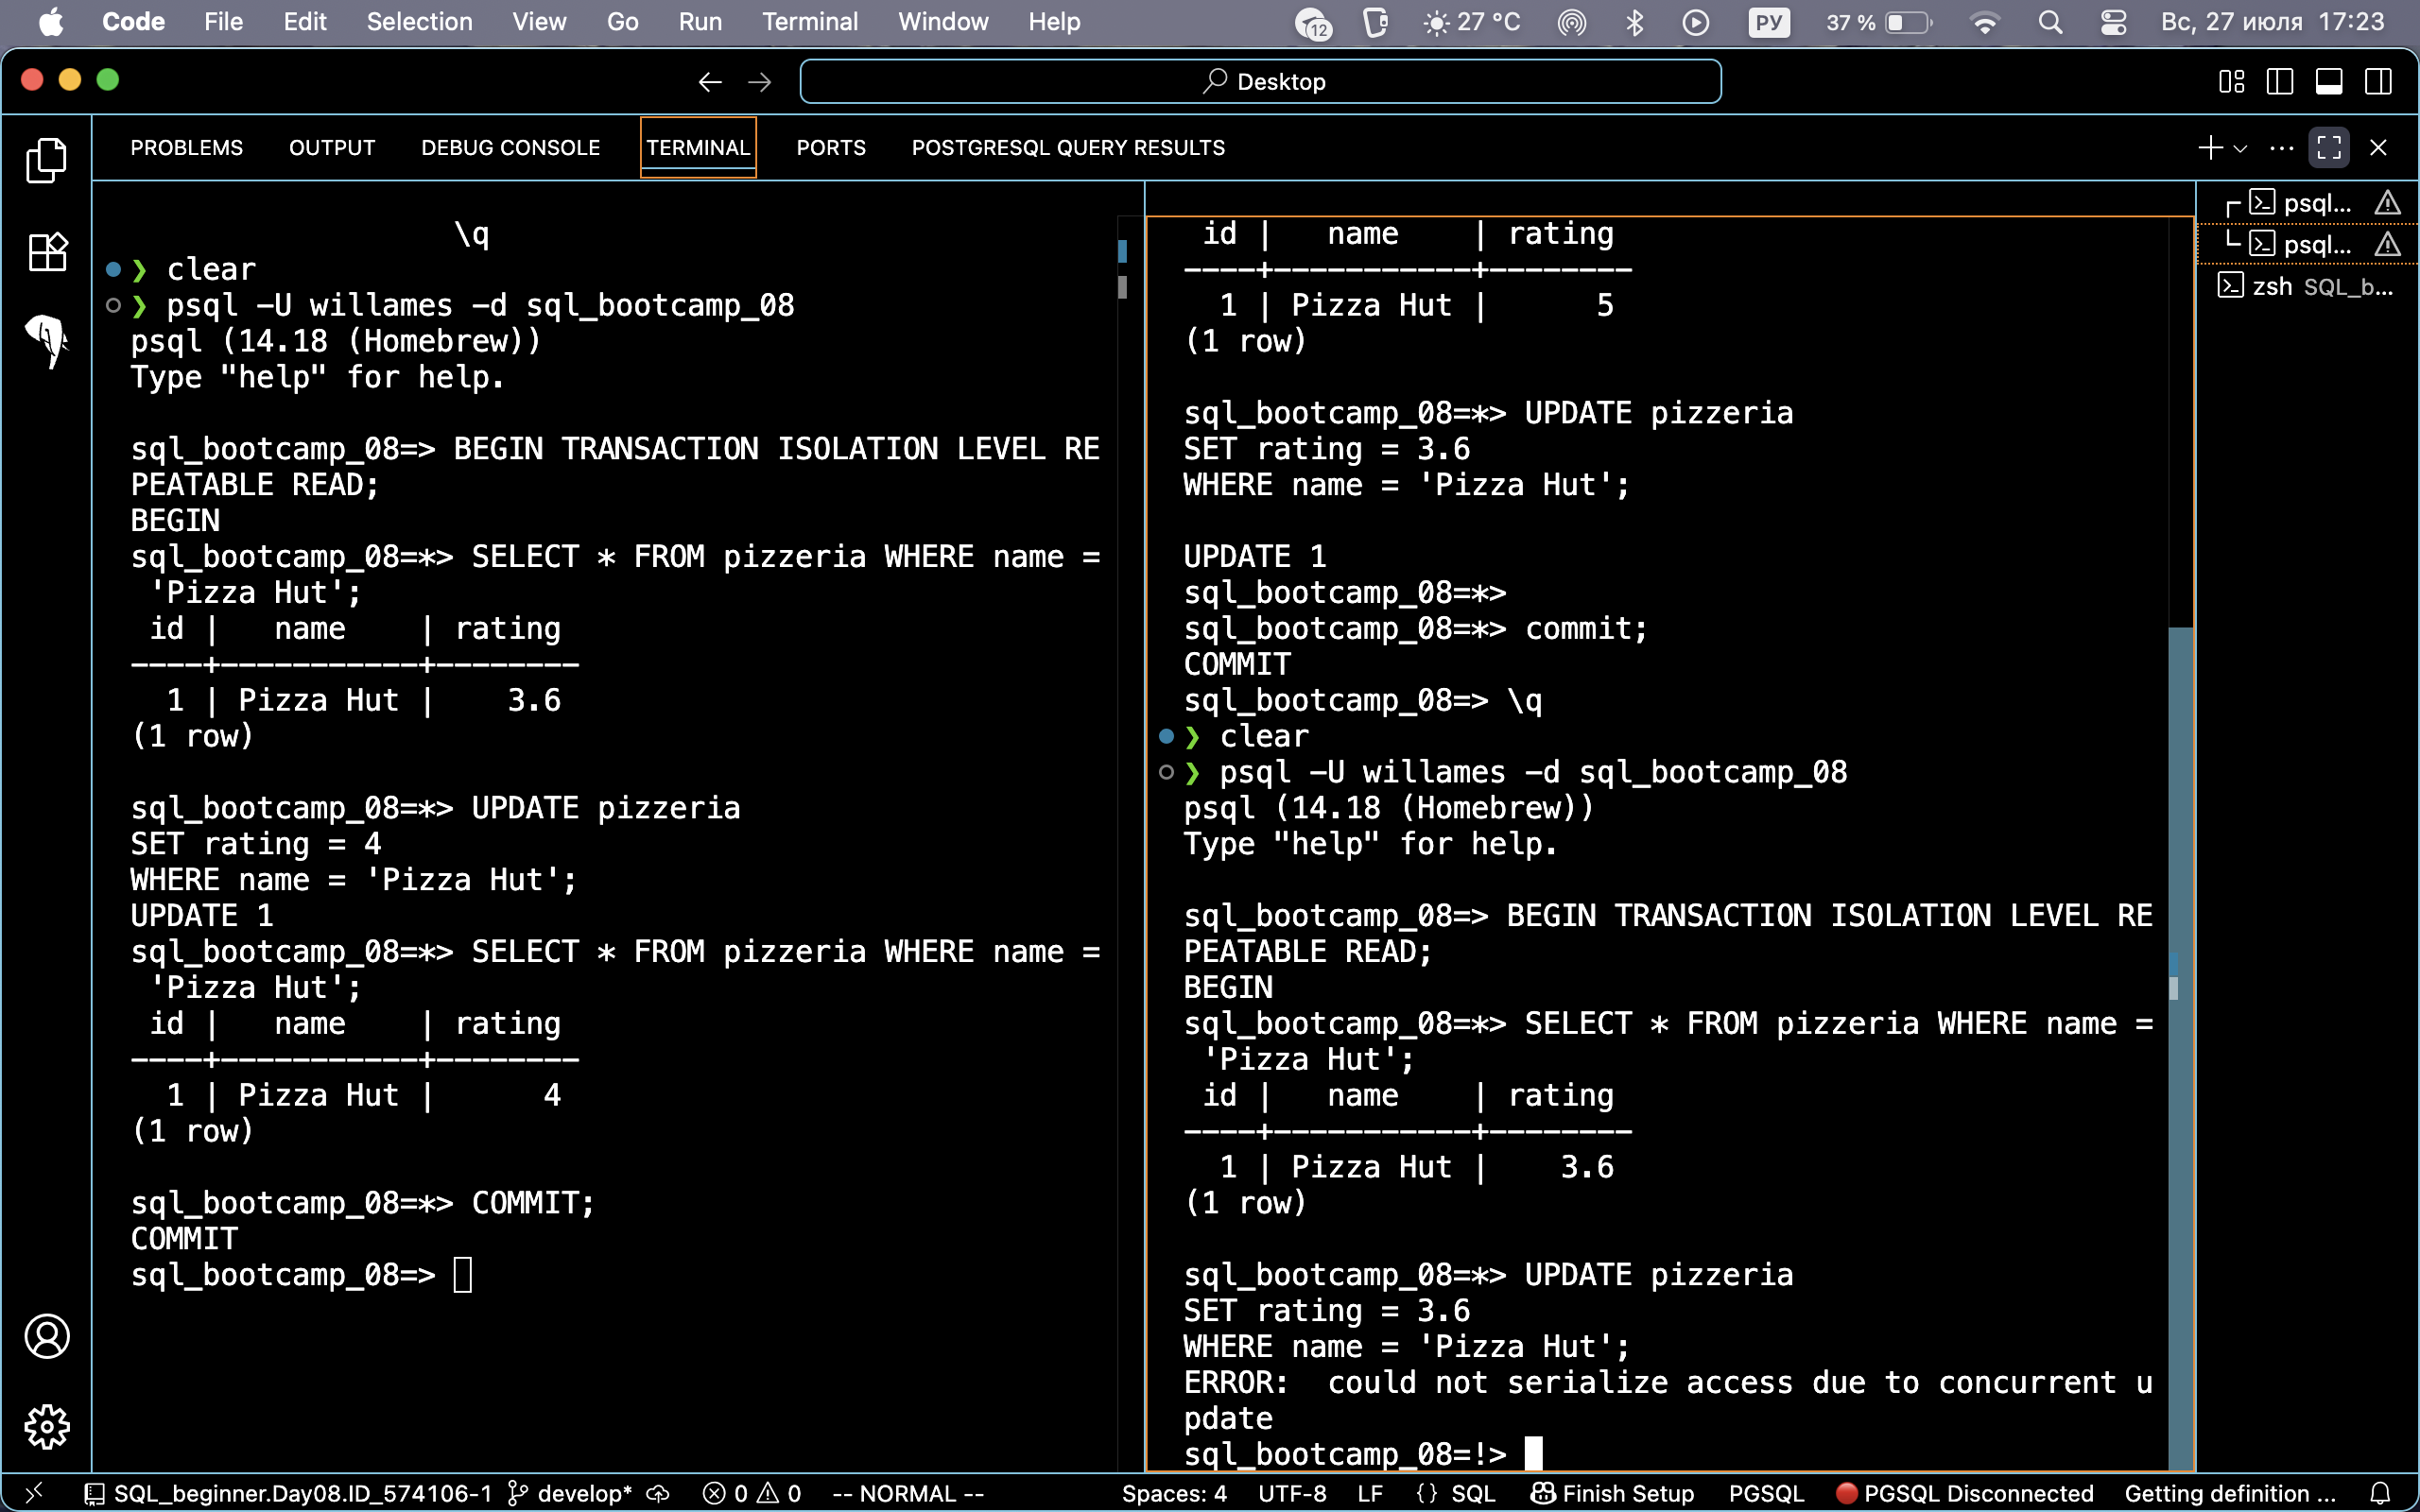 Code File Edit Selection View Go Run Terminal Window Help 12 27 °C РУ 37 % Вс, 27 июля 17:23
Desktop
PROBLEMS OUTPUT DEBUG CONSOLE TERMINAL PORTS POSTGRESQL QUERY RESULTS
\q
❯ clear
❯ psql -U willames -d sql_bootcamp_08
psql (14.18 (Homebrew))
Type "help" for help.
sql_bootcamp_08=> BEGIN TRANSACTION ISOLATION LEVEL RE
PEATABLE READ;
BEGIN
sql_bootcamp_08=*> SELECT * FROM pizzeria WHERE name =
'Pizza Hut';
id | name | rating
----+-----------+--------
1 | Pizza Hut | 3.6
(1 row)
sql_bootcamp_08=*> UPDATE pizzeria
SET rating = 4
WHERE name = 'Pizza Hut';
UPDATE 1
sql_bootcamp_08=*> SELECT * FROM pizzeria WHERE name =
'Pizza Hut';
id | name | rating
----+-----------+--------
1 | Pizza Hut | 4
(1 row)
sql_bootcamp_08=*> COMMIT;
COMMIT
sql_bootcamp_08=>
id | name | rating
----+-----------+--------
1 | Pizza Hut | 5
(1 row)
sql_bootcamp_08=*> UPDATE pizzeria
SET rating = 3.6
WHERE name = 'Pizza Hut';
UPDATE 1
sql_bootcamp_08=*>
sql_bootcamp_08=*> commit;
COMMIT
sql_bootcamp_08=> \q
❯ clear
❯ psql -U willames -d sql_bootcamp_08
psql (14.18 (Homebrew))
Type "help" for help.
sql_bootcamp_08=> BEGIN TRANSACTION ISOLATION LEVEL RE
PEATABLE READ;
BEGIN
sql_bootcamp_08=*> SELECT * FROM pizzeria WHERE name =
'Pizza Hut';
id | name | rating
----+-----------+--------
1 | Pizza Hut | 3.6
(1 row)
sql_bootcamp_08=*> UPDATE pizzeria
SET rating = 3.6
WHERE name = 'Pizza Hut';
ERROR:  could not serialize access due to concurrent u
pdate
sql_bootcamp_08=!>
psql...
psql...
zsh SQL_b...
SQL_beginner.Day08.ID_574106-1 develop* 0 0 -- NORMAL -- Spaces: 4 UTF-8 LF {} SQL Finish Setup PGSQL PGSQL Disconnected Getting definition ...